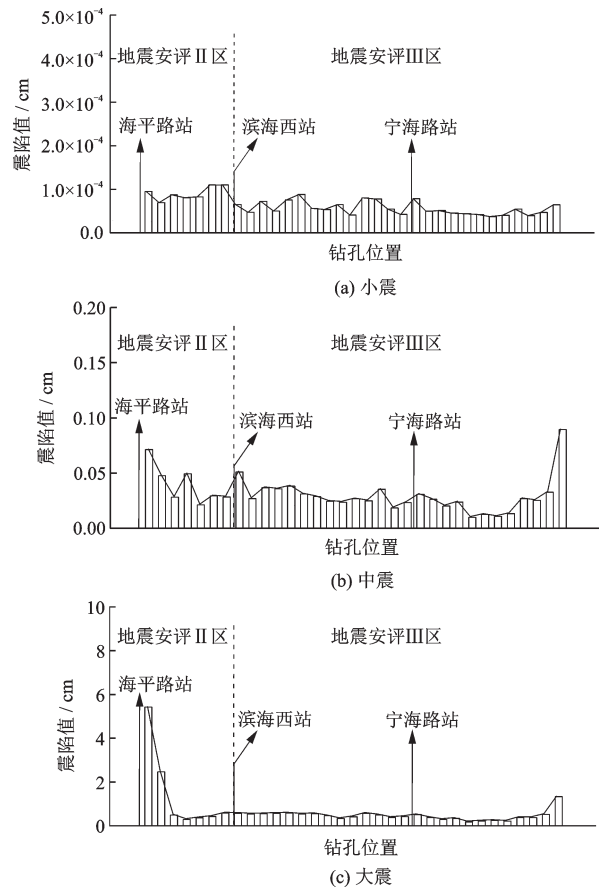 5.0×10⁻⁴
4.0×10⁻⁴
3.0×10⁻⁴
2.0×10⁻⁴
1.0×10⁻⁴
0.0
震陷值 / cm
地震安评Ⅱ区
地震安评Ⅲ区
海平路站
滨海西站
宁海路站
钻孔位置
(a) 小震
0.20
0.15
0.10
0.05
0.00
震陷值 / cm
地震安评Ⅱ区
地震安评Ⅲ区
海平路站
滨海西站
宁海路站
钻孔位置
(b) 中震
10
8
6
4
2
0
震陷值 / cm
地震安评Ⅱ区
地震安评Ⅲ区
海平路站
滨海西站
宁海路站
钻孔位置
(c) 大震